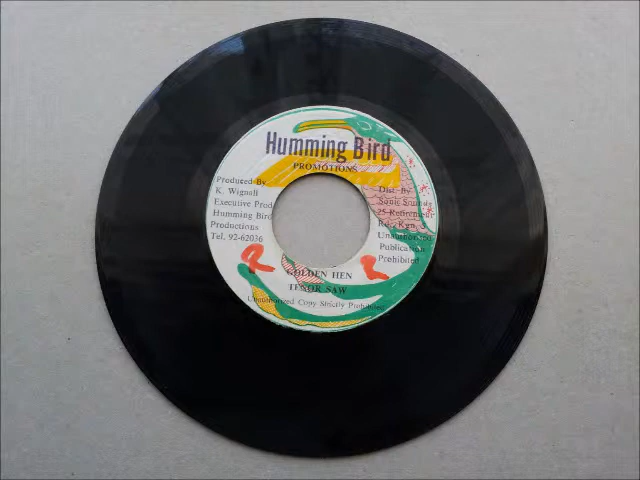 Humming Bird
PROMOTIONS
Produced By
K. Wignall
Executive Prod
Humming Bird
Productions
Tel. 92-62036
Dist. By
Sonic Sounds
25 Retirement
Rd., Kgn.
Unauthorized
Publication
Prohibited
R
R
GOLDEN HEN
TENOR SAW
Unauthorized Copy Strictly Prohibited